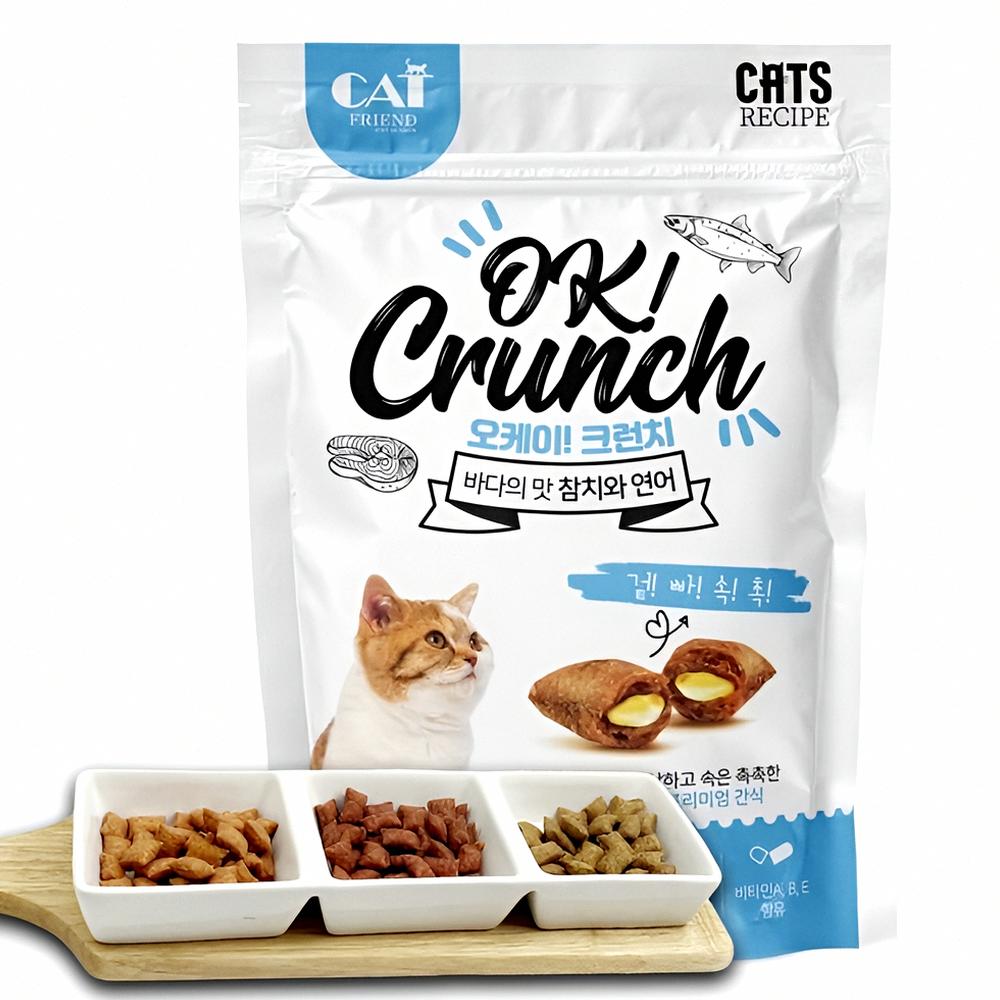 CAT
FRIEND
CATS
RECIPE
OK!
Crunch
오케이! 크런치
바다의 맛 참치와 연어
겉! 빠! 속! 촉!
하고 속은 촉촉한
프리미엄 간식
비타민A, B, E
함유